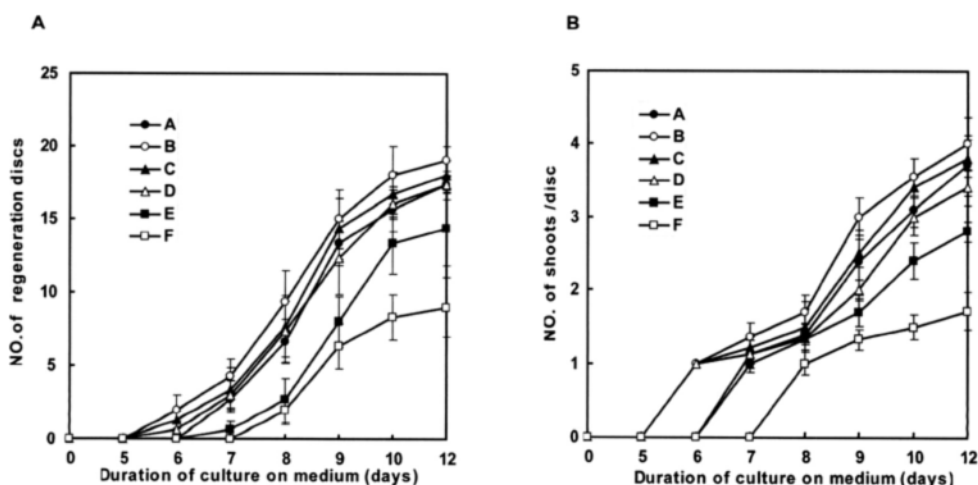 A
NO.of regeneration discs
25
20
15
10
5
0
A
B
C
D
E
F
0 5 6 7 8 9 10 12
Duration of culture on medium (days)
B
NO. of shoots /disc
5
4
3
2
1
0
A
B
C
D
E
F
0 5 6 7 8 9 10 12
Duration of culture on medium (days)